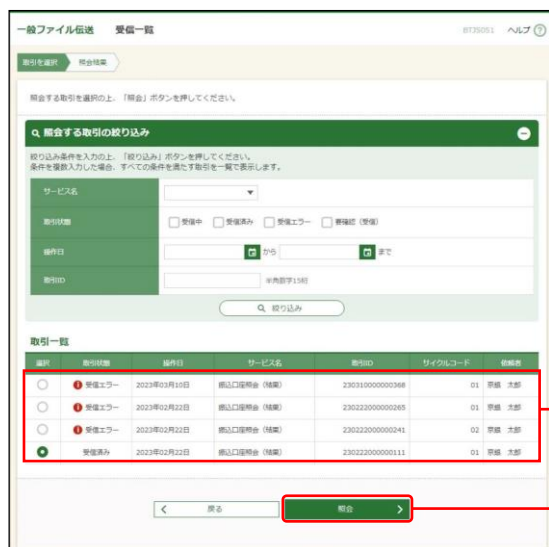 一般ファイル伝送 受信一覧 BTJS051 ヘルプ ?
取引を選択 照会結果
照会する取引を選択の上、「照会」ボタンを押してください。
照会する取引の絞り込み
絞り込み条件を入力の上、「絞り込み」ボタンを押してください。
条件を複数入力した場合、すべての条件を満たす取引を一覧で表示します。
サービス名
取引状態 受信中 受信済み 受信エラー 要確認（受信）
操作日 から まで
取引ID 半角数字15桁
絞り込み
取引一覧
選択 取引状態 操作日 サービス名 取引ID サイクルコード 依頼者
受信エラー 2023年03月10日 振込口座照会（結果） 230310000000368 01 京銀 太郎
受信エラー 2023年02月22日 振込口座照会（結果） 230222000000265 01 京銀 太郎
受信エラー 2023年02月22日 振込口座照会（結果） 230222000000241 02 京銀 太郎
受信済み 2023年02月22日 振込口座照会（結果） 230222000000111 01 京銀 太郎
戻る 照会